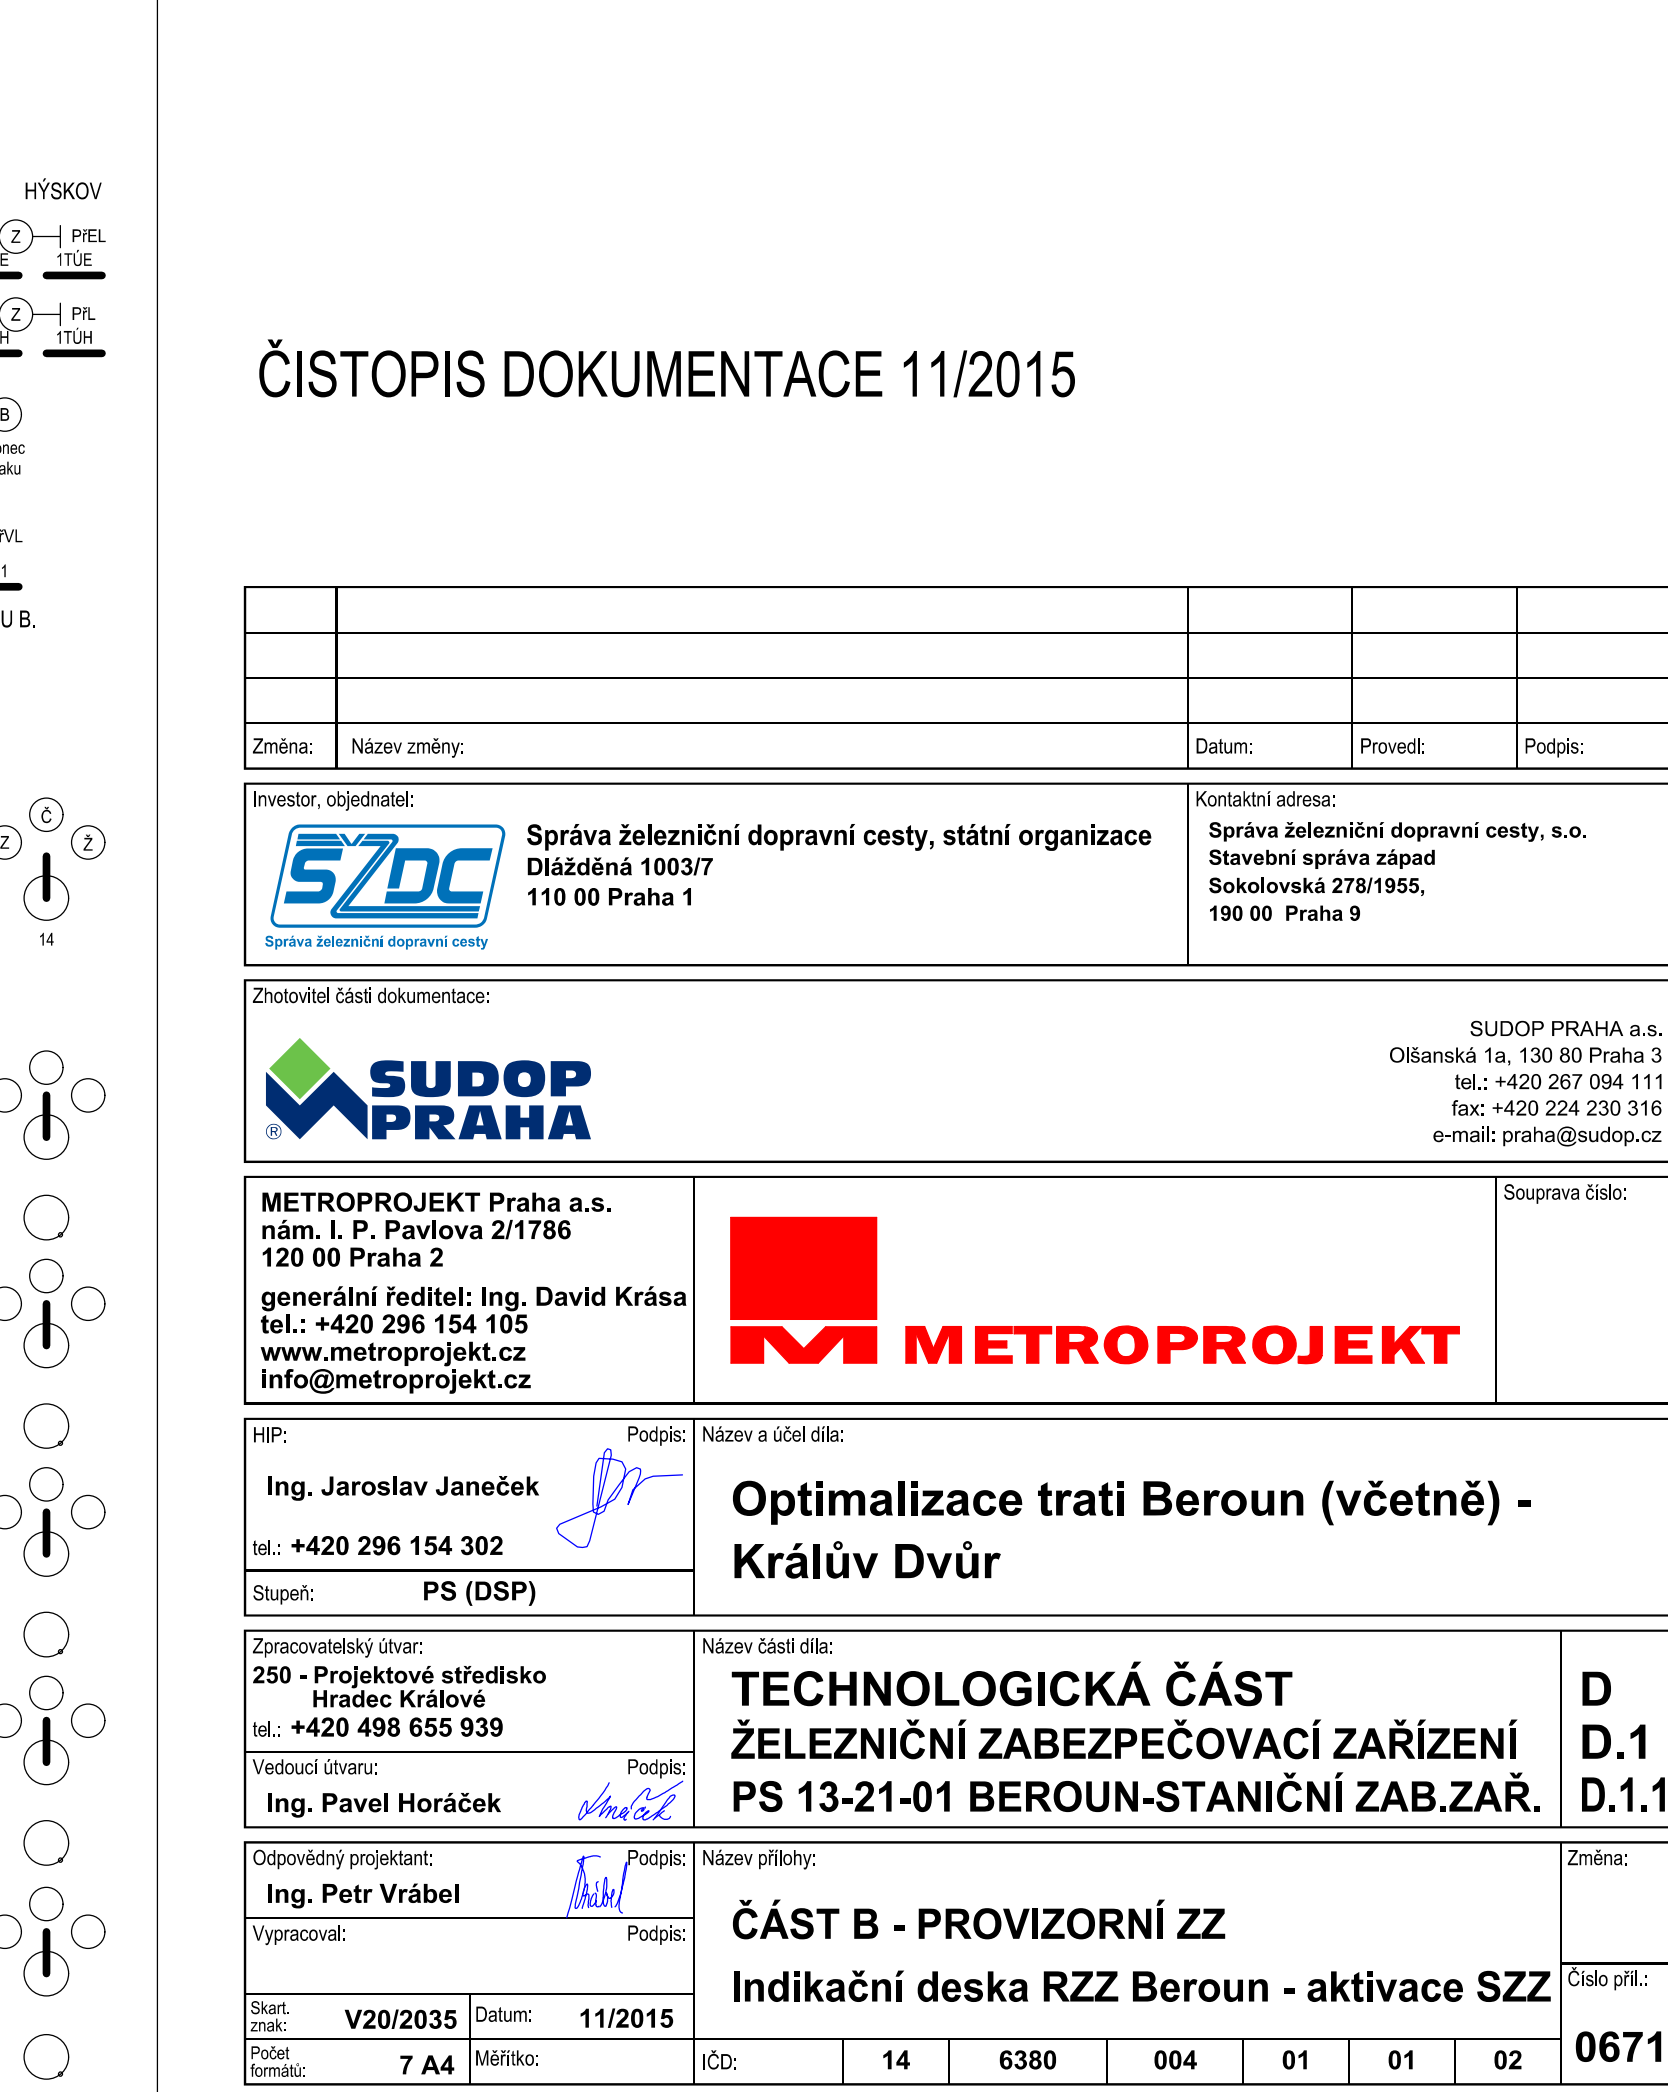 HÝSKOV
Z PřEL
E 1TÚE
Z PřL
H 1TÚH
B
onec
aku
řVL
1
U B.
Č
Z Ž
14
ČISTOPIS DOKUMENTACE 11/2015
Změna: Název změny: Datum: Provedl: Podpis:
Investor, objednatel:
SŽDC
Správa železniční dopravní cesty
Správa železniční dopravní cesty, státní organizace
Dlážděná 1003/7
110 00 Praha 1
Kontaktní adresa:
Správa železniční dopravní cesty, s.o.
Stavební správa západ
Sokolovská 278/1955,
190 00 Praha 9
Zhotovitel části dokumentace:
SUDOP
PRAHA
®
SUDOP PRAHA a.s.
Olšanská 1a, 130 80 Praha 3
tel.: +420 267 094 111
fax: +420 224 230 316
e-mail: praha@sudop.cz
METROPROJEKT Praha a.s.
nám. I. P. Pavlova 2/1786
120 00 Praha 2
generální ředitel: Ing. David Krása
tel.: +420 296 154 105
www.metroprojekt.cz
info@metroprojekt.cz
METROPROJEKT
Souprava číslo:
HIP: Podpis:
Ing. Jaroslav Janeček
tel.: +420 296 154 302
Stupeň: PS (DSP)
Název a účel díla:
Optimalizace trati Beroun (včetně) -
Králův Dvůr
Zpracovatelský útvar:
250 - Projektové středisko
Hradec Králové
tel.: +420 498 655 939
Vedoucí útvaru: Podpis:
Ing. Pavel Horáček
Název části díla:
TECHNOLOGICKÁ ČÁST D
ŽELEZNIČNÍ ZABEZPEČOVACÍ ZAŘÍZENÍ D.1
PS 13-21-01 BEROUN-STANIČNÍ ZAB.ZAŘ. D.1.1
Odpovědný projektant: Podpis:
Ing. Petr Vrábel Vrábel
Vypracoval: Podpis:
Skart.
znak: V20/2035 Datum: 11/2015
Počet
formátů: 7 A4 Měřítko:
Název přílohy:
ČÁST B - PROVIZORNÍ ZZ
Indikační deska RZZ Beroun - aktivace SZZ
IČD: 14 6380 004 01 01 02
Změna:
Číslo příl.:
0671